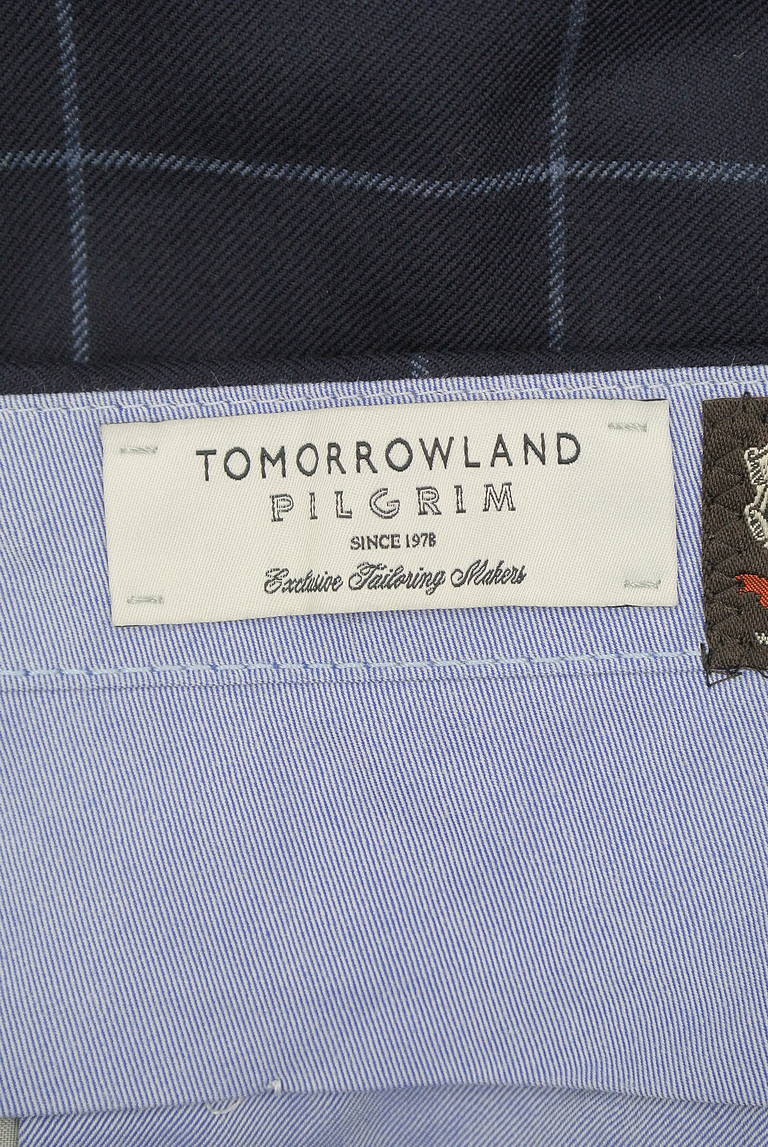 TOMORROWLAND
PILGRIM
SINCE 1978
Exclusive Tailoring Makers